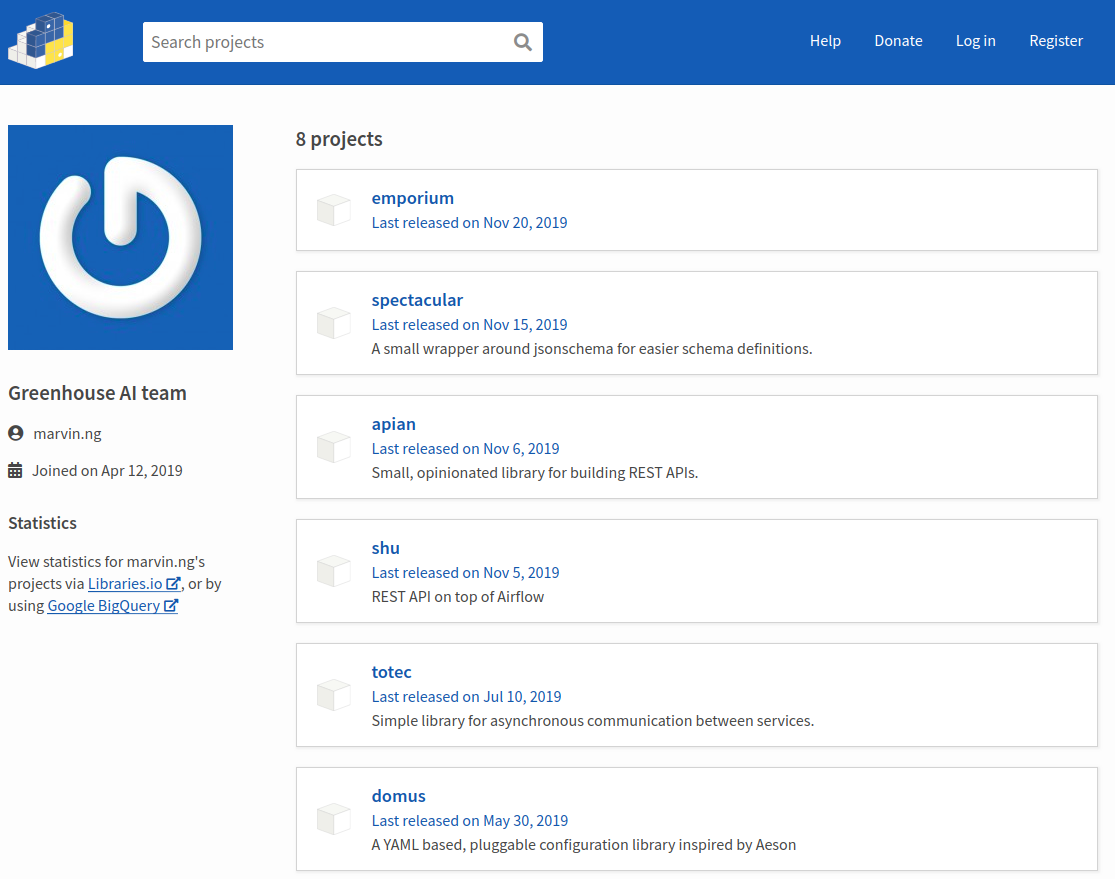 Search projects
Help
Donate
Log in
Register
Greenhouse AI team
marvin.ng
Joined on Apr 12, 2019
Statistics
View statistics for marvin.ng's
projects via Libraries.io, or by
using Google BigQuery
8 projects
emporium
Last released on Nov 20, 2019
spectacular
Last released on Nov 15, 2019
A small wrapper around jsonschema for easier schema definitions.
apian
Last released on Nov 6, 2019
Small, opinionated library for building REST APIs.
shu
Last released on Nov 5, 2019
REST API on top of Airflow
totec
Last released on Jul 10, 2019
Simple library for asynchronous communication between services.
domus
Last released on May 30, 2019
A YAML based, pluggable configuration library inspired by Aeson